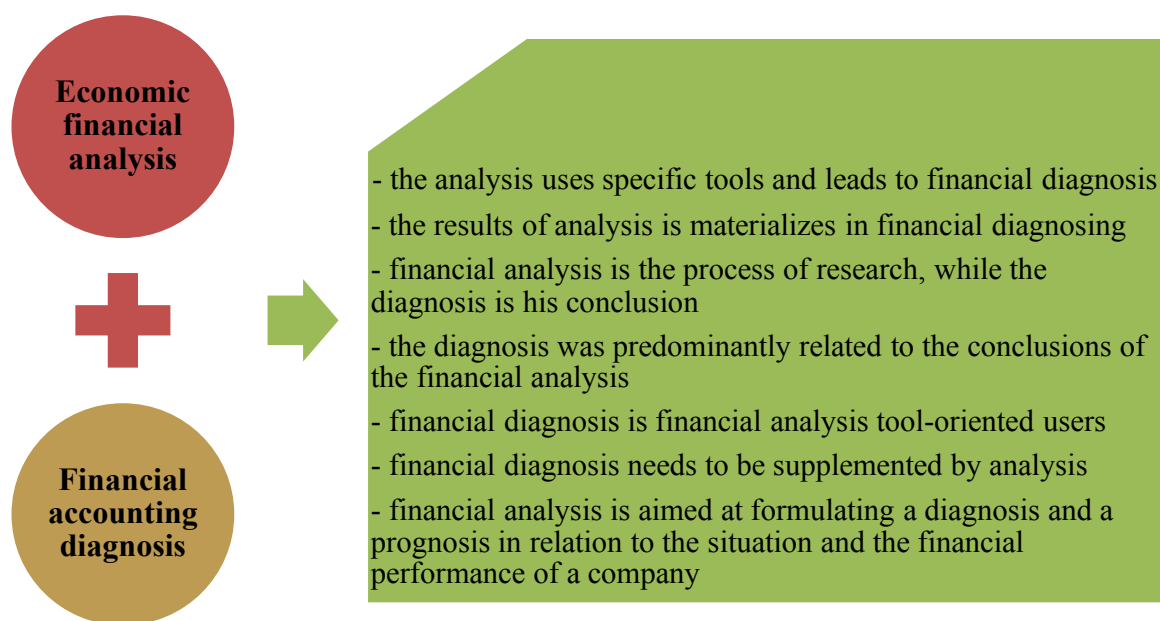 Economic
financial
analysis
Financial
accounting
diagnosis
- the analysis uses specific tools and leads to financial diagnosis
- the results of analysis is materializes in financial diagnosing
- financial analysis is the process of research, while the
diagnosis is his conclusion
- the diagnosis was predominantly related to the conclusions of
the financial analysis
- financial diagnosis is financial analysis tool-oriented users
- financial diagnosis needs to be supplemented by analysis
- financial analysis is aimed at formulating a diagnosis and a
prognosis in relation to the situation and the financial
performance of a company